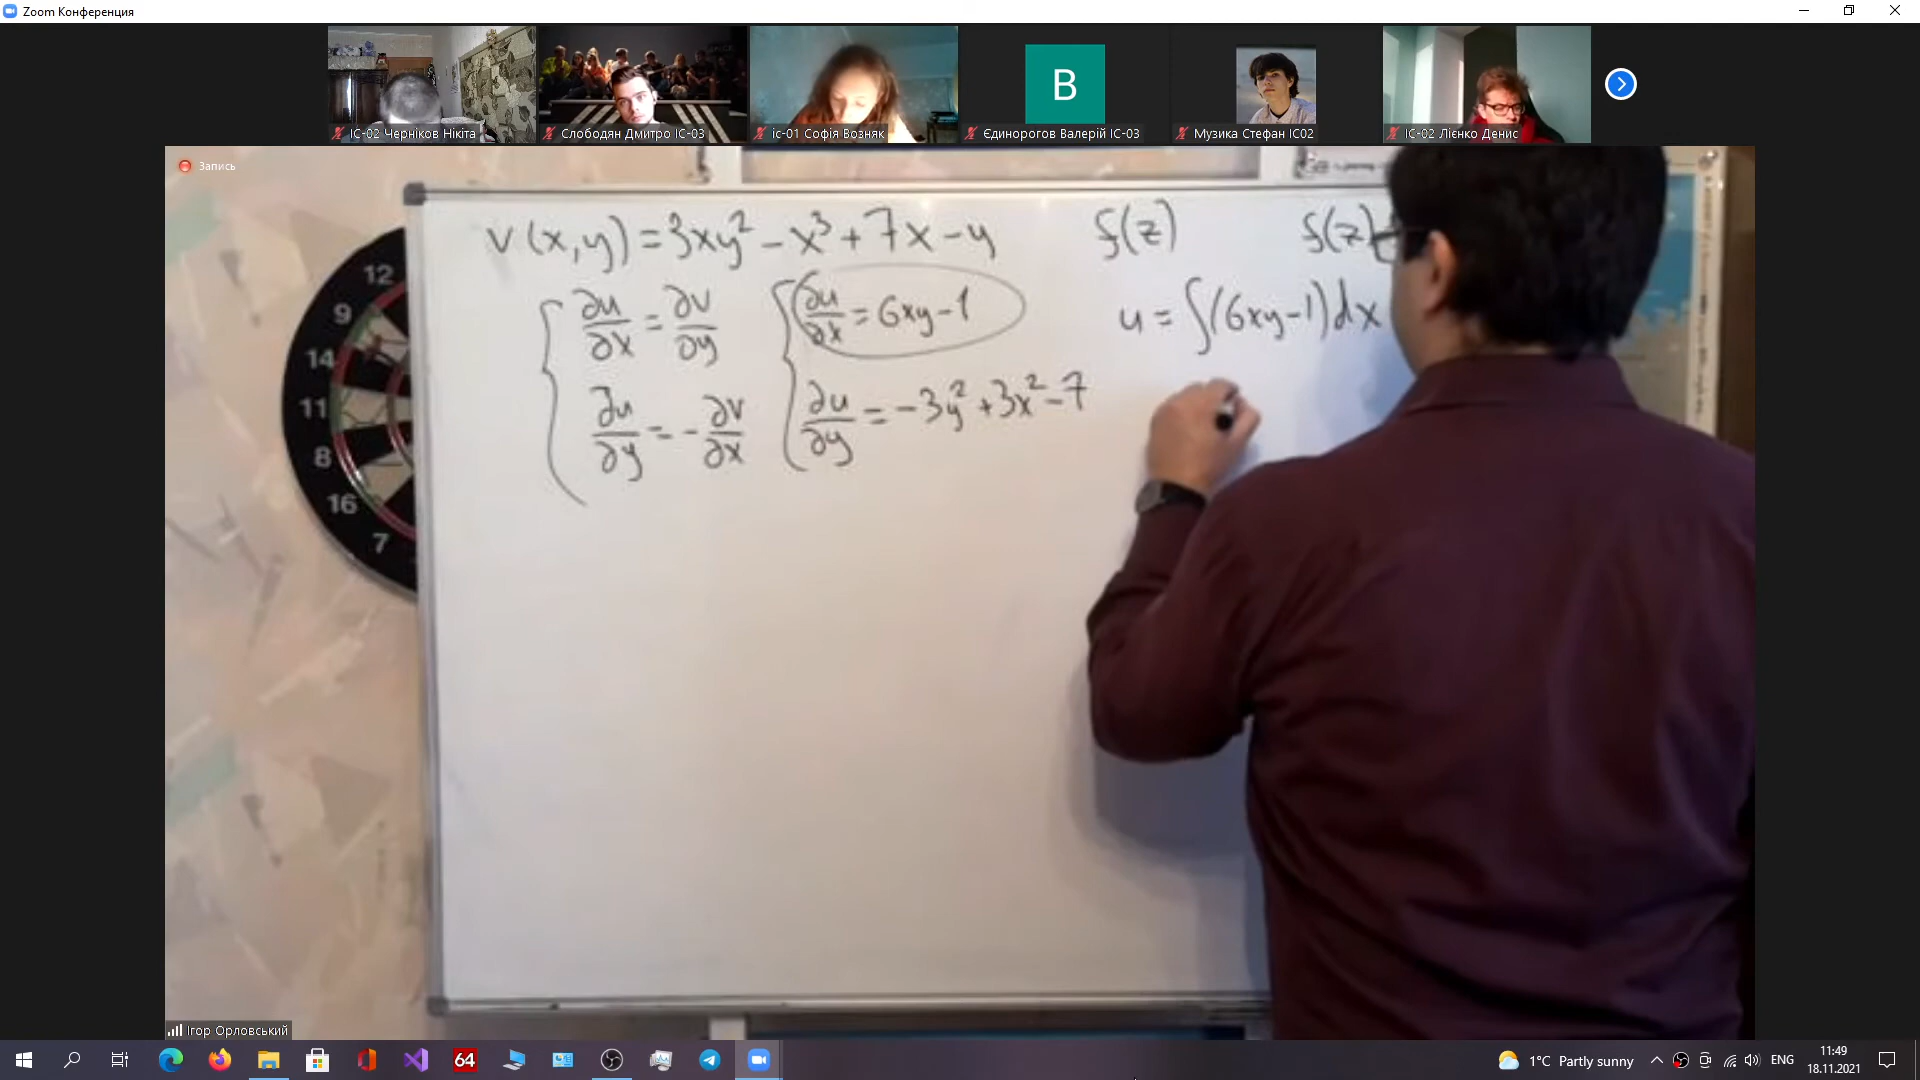 Zoom Конференция
ІС-02 Черніков Нікіта
Слободян Дмитро ІС-03
іс-01 Софія Возняк
В
Єдинорогов Валерій ІС-03
Музика Стефан ІС02
ІС-02 Лієнко Денис
Запись
v(x,y)=3xy²-x³+7x-y
f(z)
f(z)
∂u/∂x=∂v/∂y
∂u/∂x=6xy-1
u=∫(6xy-1)dx
∂u/∂y=-∂v/∂x
∂u/∂y=-3y²+3x²-7
12
9
14
11
8
16
7
Ігор Орловський
64
1°C Partly sunny
ENG
11:49
18.11.2021